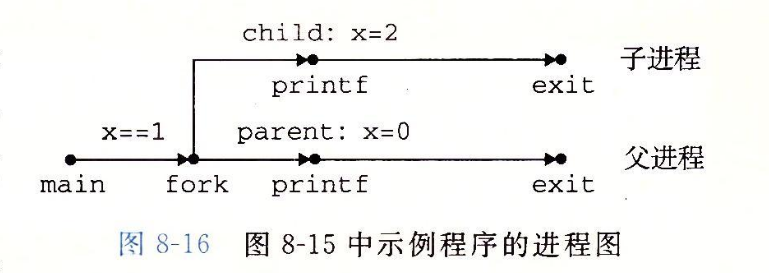 child: x=2
printf exit 子进程
x==1 parent: x=0
main fork printf exit 父进程
图 8-16 图 8-15 中示例程序的进程图